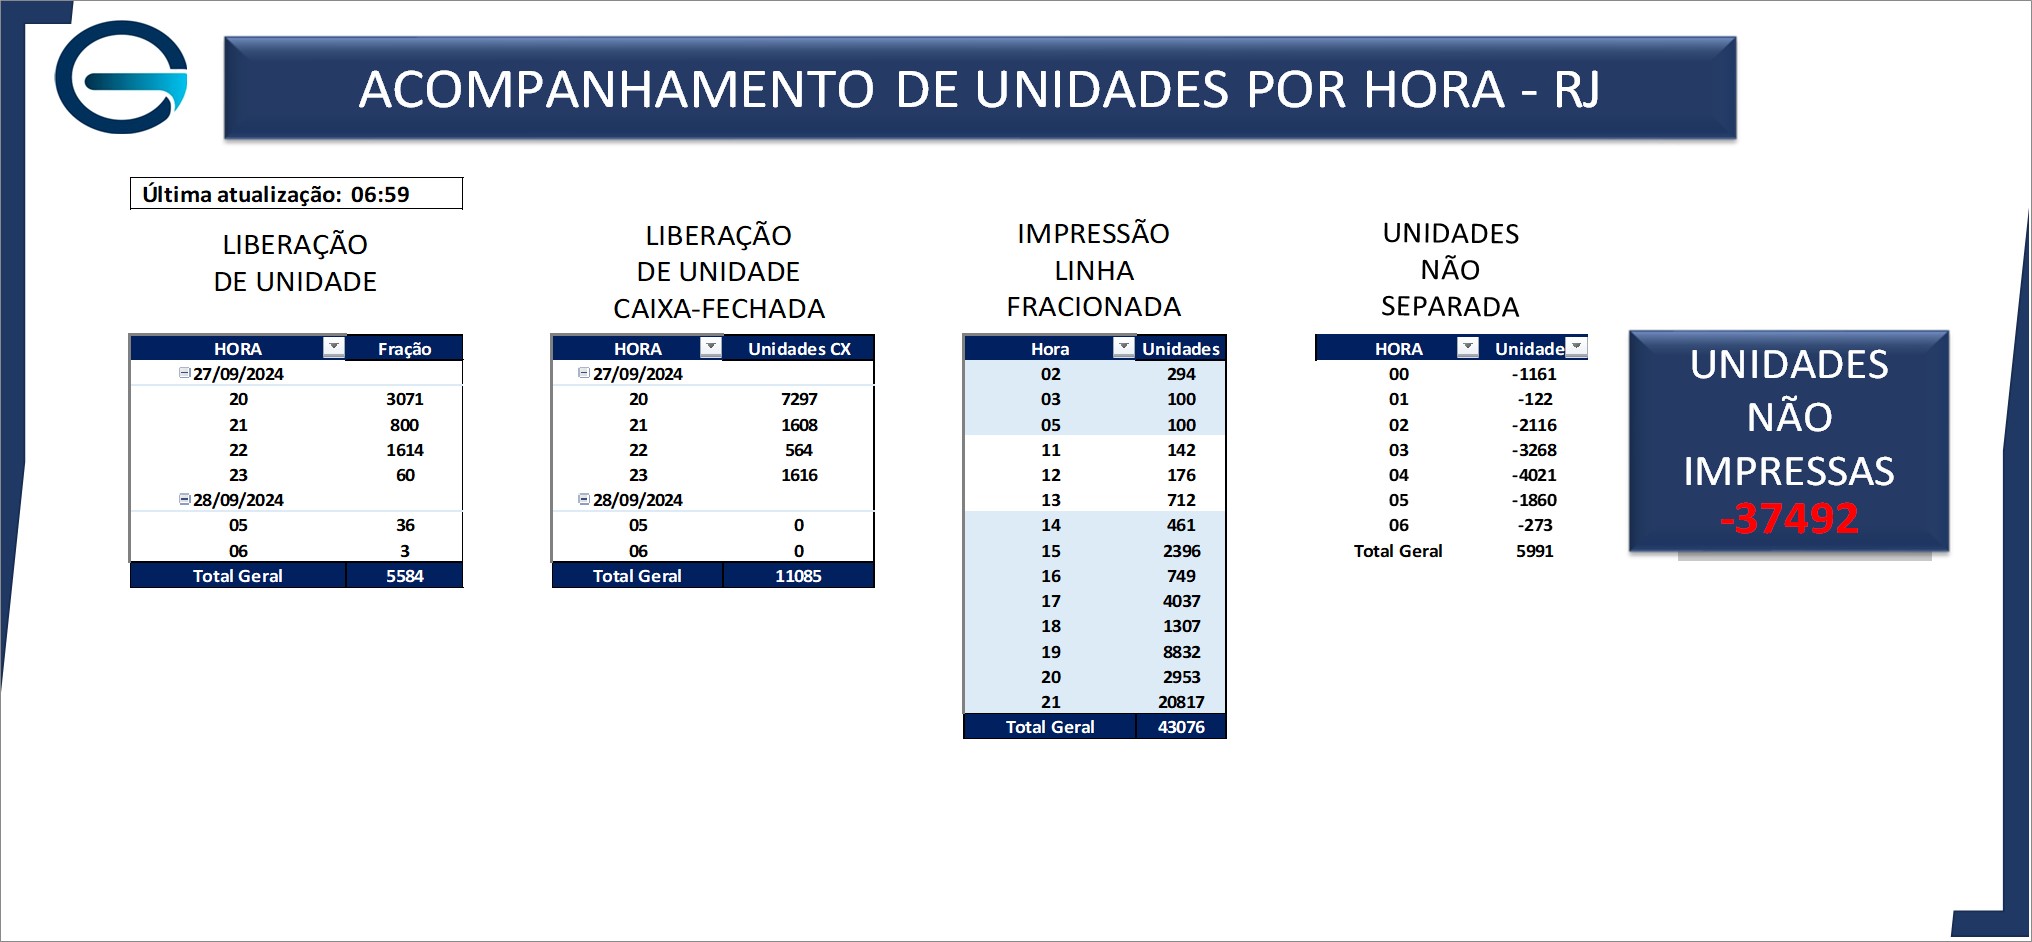 ACOMPANHAMENTO DE UNIDADES POR HORA - RJ
Última atualização: 06:59
LIBERAÇÃO
DE UNIDADE
HORA Fração
27/09/2024
20 3071
21 800
22 1614
23 60
28/09/2024
05 36
06 3
Total Geral 5584
LIBERAÇÃO
DE UNIDADE
CAIXA-FECHADA
HORA Unidades CX
27/09/2024
20 7297
21 1608
22 564
23 1616
28/09/2024
05 0
06 0
Total Geral 11085
IMPRESSÃO
LINHA
FRACIONADA
Hora Unidades
02 294
03 100
05 100
11 142
12 176
13 712
14 461
15 2396
16 749
17 4037
18 1307
19 8832
20 2953
21 20817
Total Geral 43076
UNIDADES
NÃO
SEPARADA
HORA Unidade
00 -1161
01 -122
02 -2116
03 -3268
04 -4021
05 -1860
06 -273
Total Geral 5991
UNIDADES
NÃO
IMPRESSAS
-37492